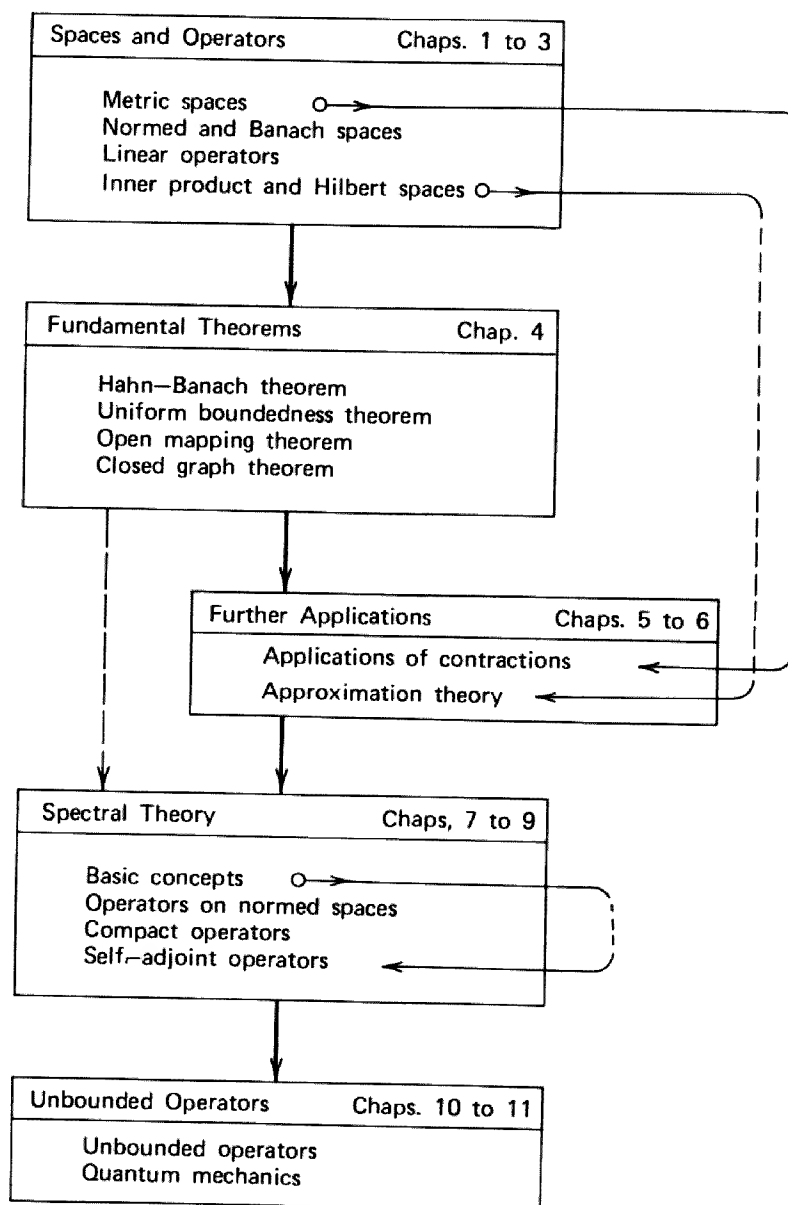 Spaces and Operators Chaps. 1 to 3
Metric spaces
Normed and Banach spaces
Linear operators
Inner product and Hilbert spaces
Fundamental Theorems Chap. 4
Hahn–Banach theorem
Uniform boundedness theorem
Open mapping theorem
Closed graph theorem
Further Applications Chaps. 5 to 6
Applications of contractions
Approximation theory
Spectral Theory Chaps, 7 to 9
Basic concepts
Operators on normed spaces
Compact operators
Self–adjoint operators
Unbounded Operators Chaps. 10 to 11
Unbounded operators
Quantum mechanics